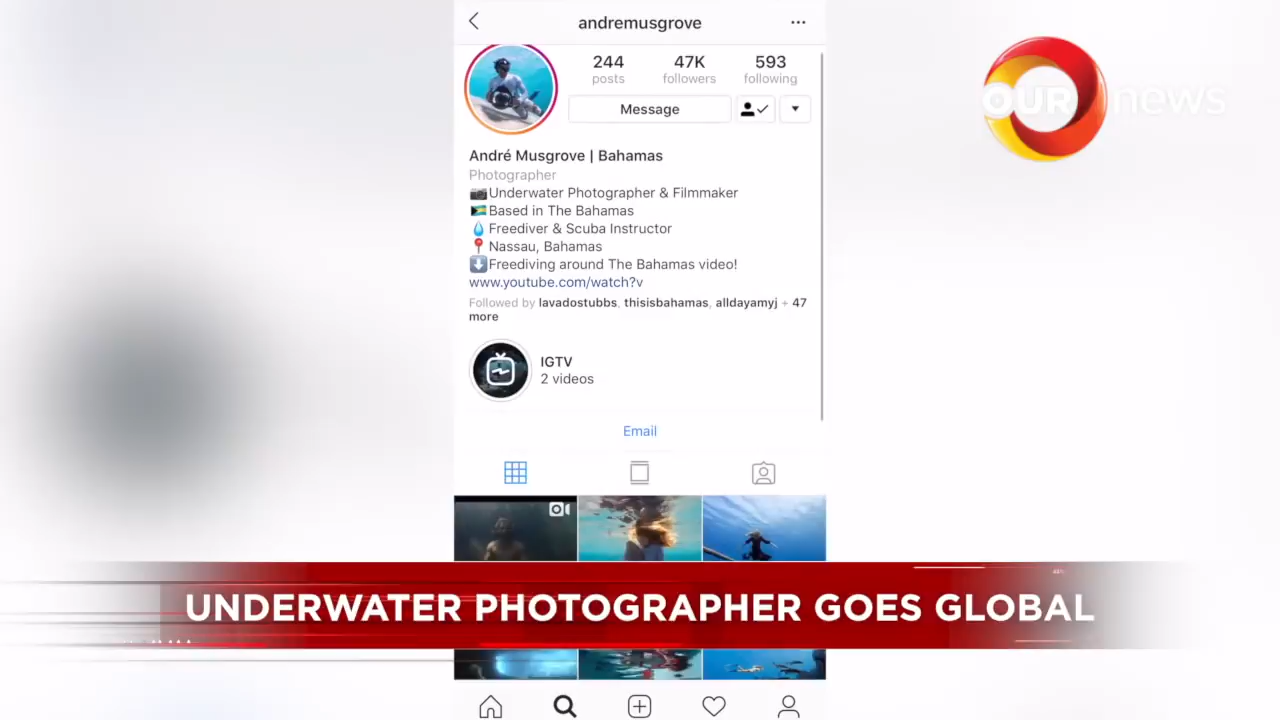 andremusgrove
244 47K 593
posts followers following
Message
André Musgrove | Bahamas
Photographer
Underwater Photographer & Filmmaker
Based in The Bahamas
Freediver & Scuba Instructor
Nassau, Bahamas
Freediving around The Bahamas video!
www.youtube.com/watch?v
Followed by lavadostubbs, thisisbahamas, alldayamyj + 47
more
IGTV
2 videos
Email
OUR news
UNDERWATER PHOTOGRAPHER GOES GLOBAL